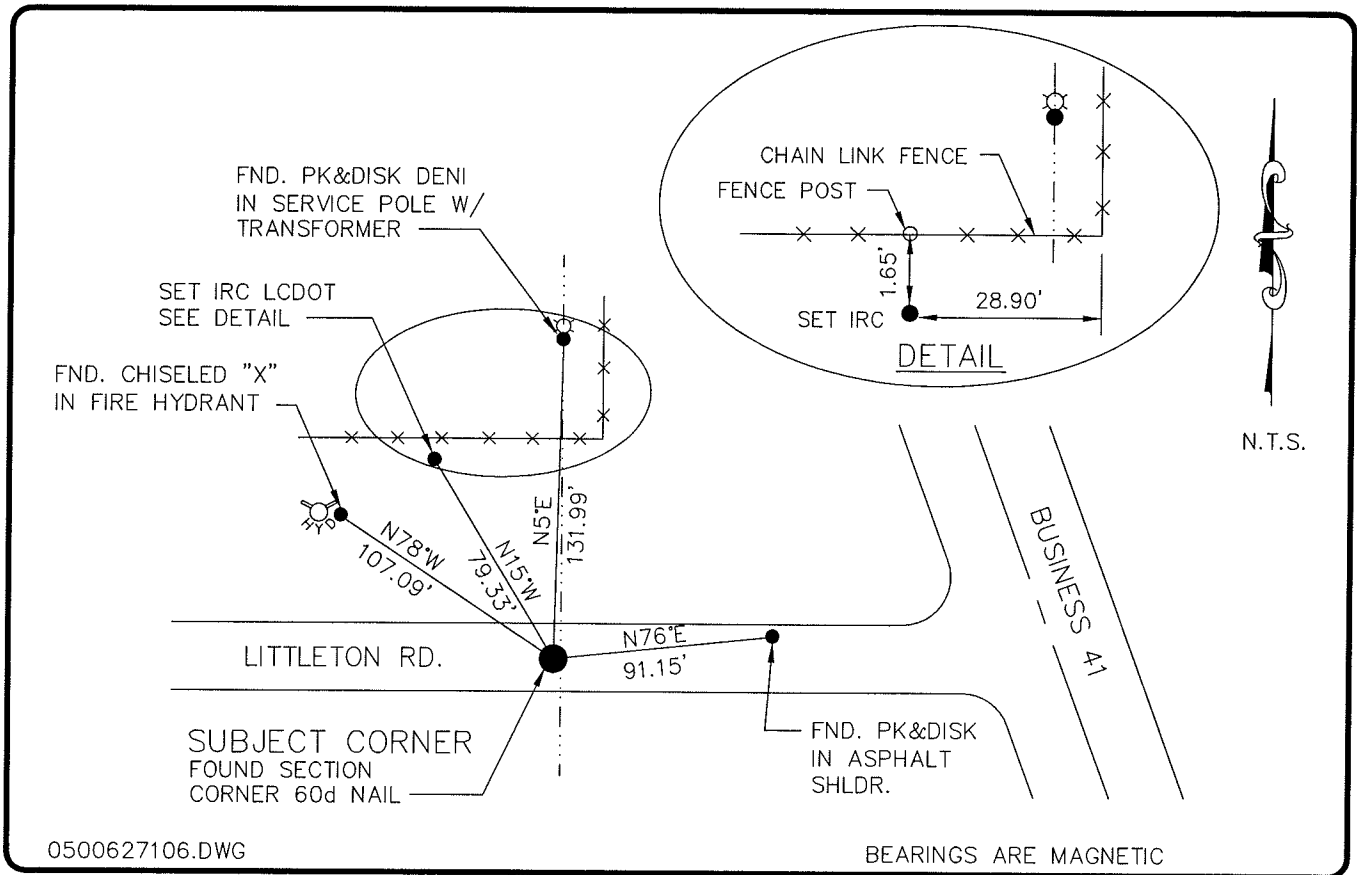 FND. PK&DISK DENI
IN SERVICE POLE W/
TRANSFORMER
SET IRC LCDOT
SEE DETAIL
FND. CHISELED "X"
IN FIRE HYDRANT
HYD
N78°W
107.09'
N15°W
79.33'
N5°E
131.99'
N76°E
91.15'
LITTLETON RD.
SUBJECT CORNER
FOUND SECTION
CORNER 60d NAIL
FND. PK&DISK
IN ASPHALT
SHLDR.
BUSINESS 41
CHAIN LINK FENCE
FENCE POST
1.65'
28.90'
SET IRC
DETAIL
N.T.S.
0500627106.DWG
BEARINGS ARE MAGNETIC